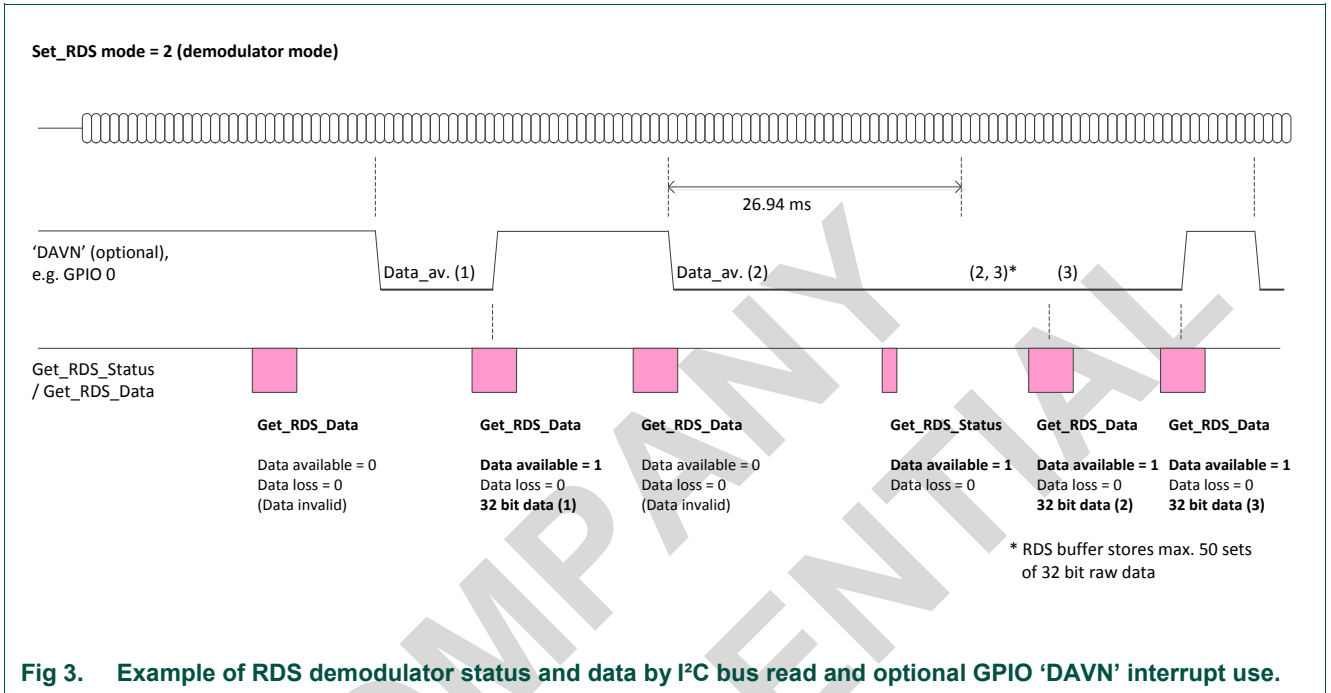 Set_RDS mode = 2 (demodulator mode)
26.94 ms
'DAVN' (optional),
e.g. GPIO 0
Data_av. (1)
Data_av. (2)
(2, 3)*
(3)
Get_RDS_Status
/ Get_RDS_Data
Get_RDS_Data
Data available = 0
Data loss = 0
(Data invalid)
Get_RDS_Data
Data available = 1
Data loss = 0
32 bit data (1)
Get_RDS_Data
Data available = 0
Data loss = 0
(Data invalid)
Get_RDS_Status
Data available = 1
Data loss = 0
Get_RDS_Data
Data available = 1
Data loss = 0
32 bit data (2)
Get_RDS_Data
Data available = 1
Data loss = 0
32 bit data (3)
* RDS buffer stores max. 50 sets
of 32 bit raw data
OMPANY
ENTIAL
Fig 3. Example of RDS demodulator status and data by I²C bus read and optional GPIO 'DAVN' interrupt use.